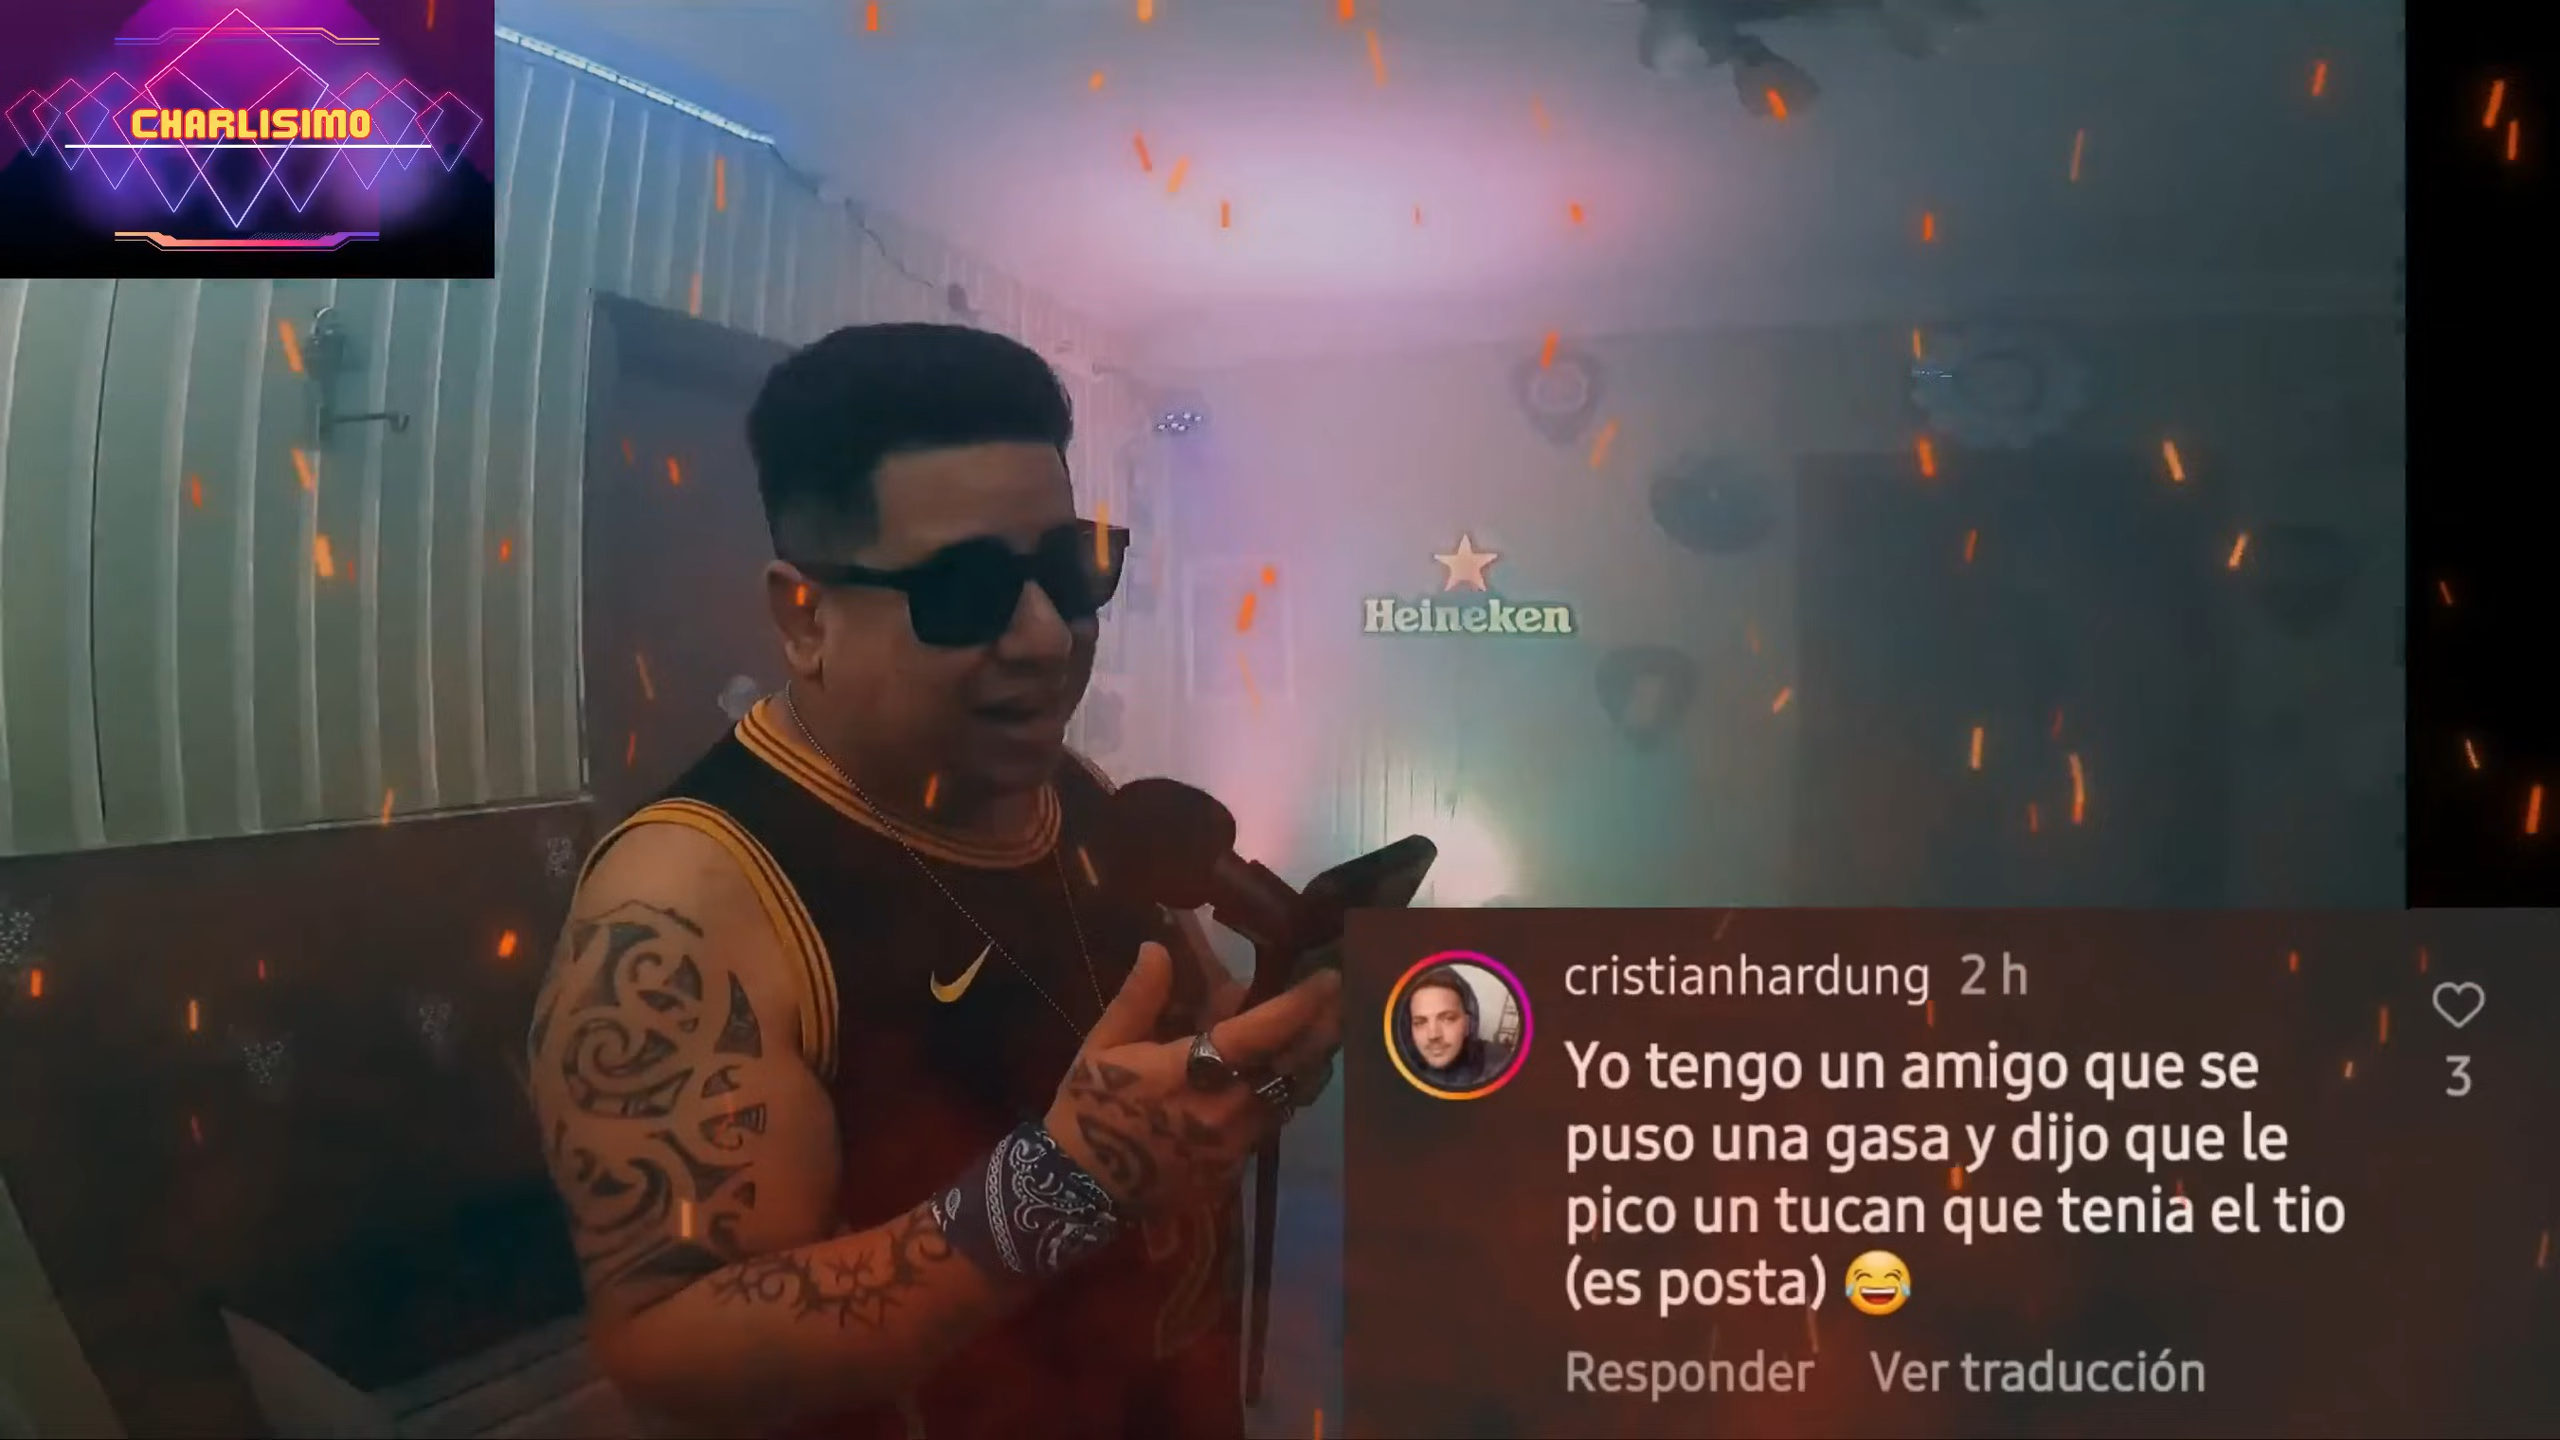 CHARLISIMO
Heineken
cristianhardung 2 h
Yo tengo un amigo que se
puso una gasa y dijo que le
pico un tucan que tenia el tio
(es posta) 😂
3
Responder Ver traducción